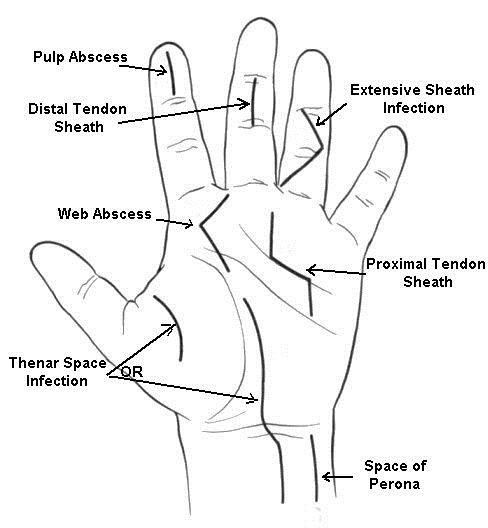 Pulp Abscess
Distal Tendon
Sheath
Extensive Sheath
Infection
Web Abscess
Proximal Tendon
Sheath
Thenar Space
Infection
OR
Space of
Perona